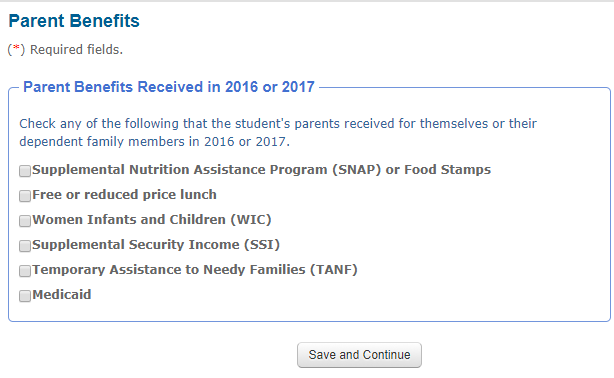 Parent Benefits
(*) Required fields.
Parent Benefits Received in 2016 or 2017
Check any of the following that the student's parents received for themselves or their
dependent family members in 2016 or 2017.
Supplemental Nutrition Assistance Program (SNAP) or Food Stamps
Free or reduced price lunch
Women Infants and Children (WIC)
Supplemental Security Income (SSI)
Temporary Assistance to Needy Families (TANF)
Medicaid
Save and Continue